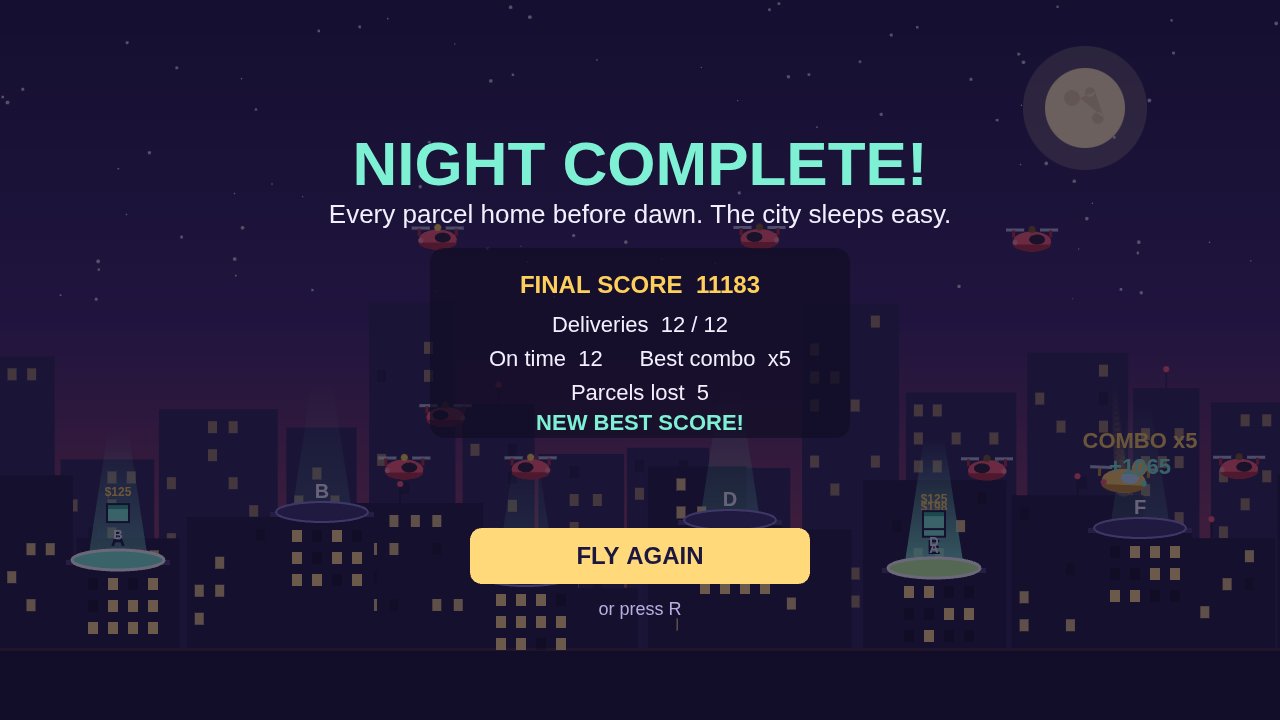 NIGHT COMPLETE!
Every parcel home before dawn. The city sleeps easy.
FINAL SCORE 11183
Deliveries 12 / 12
On time 12 Best combo x5
Parcels lost 5
NEW BEST SCORE!
COMBO x5
B
$125
B
D
$125
$198
D
F
FLY AGAIN
or press R